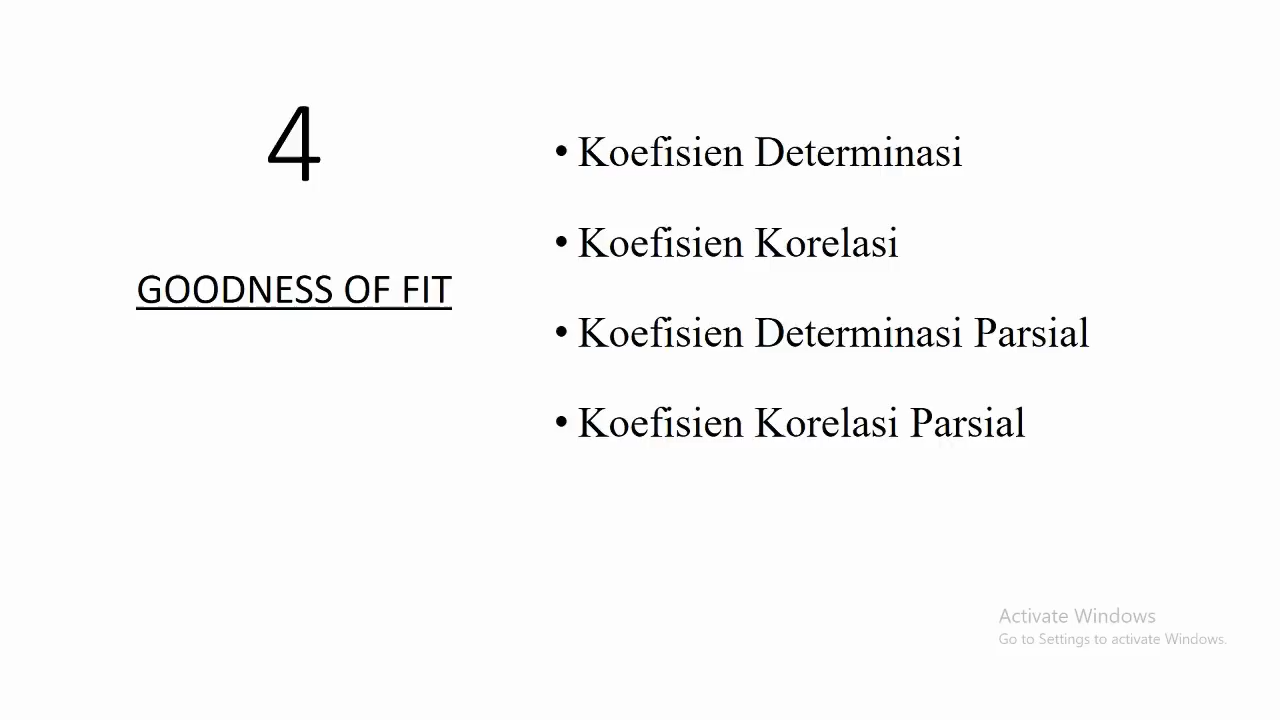 4
GOODNESS OF FIT
• Koefisien Determinasi
• Koefisien Korelasi
• Koefisien Determinasi Parsial
• Koefisien Korelasi Parsial
Activate Windows
Go to Settings to activate Windows.